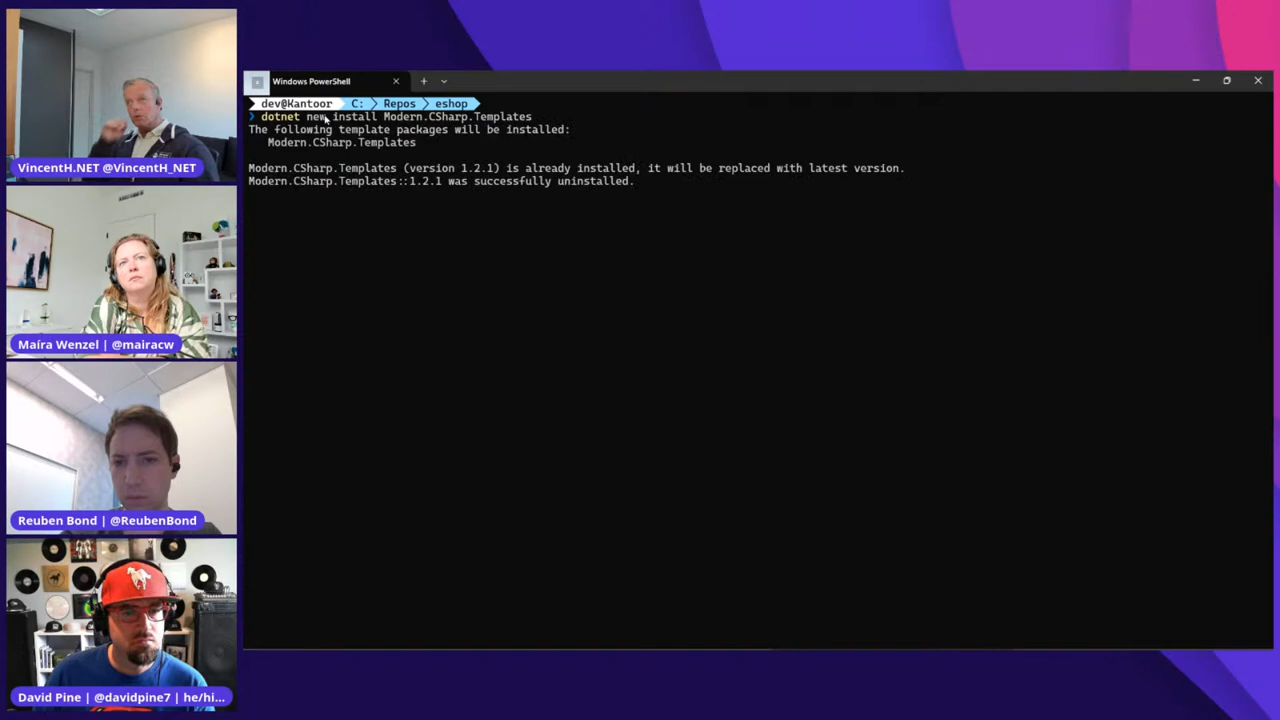 VincentH.NET @VincentH_NET
Maíra Wenzel | @mairacw
Reuben Bond | @ReubenBond
David Pine | @davidpine7 | he/hi...
Windows PowerShell
dev@Kantoor C: Repos eshop
dotnet new install Modern.CSharp.Templates
The following template packages will be installed:
Modern.CSharp.Templates
Modern.CSharp.Templates (version 1.2.1) is already installed, it will be replaced with latest version.
Modern.CSharp.Templates::1.2.1 was successfully uninstalled.